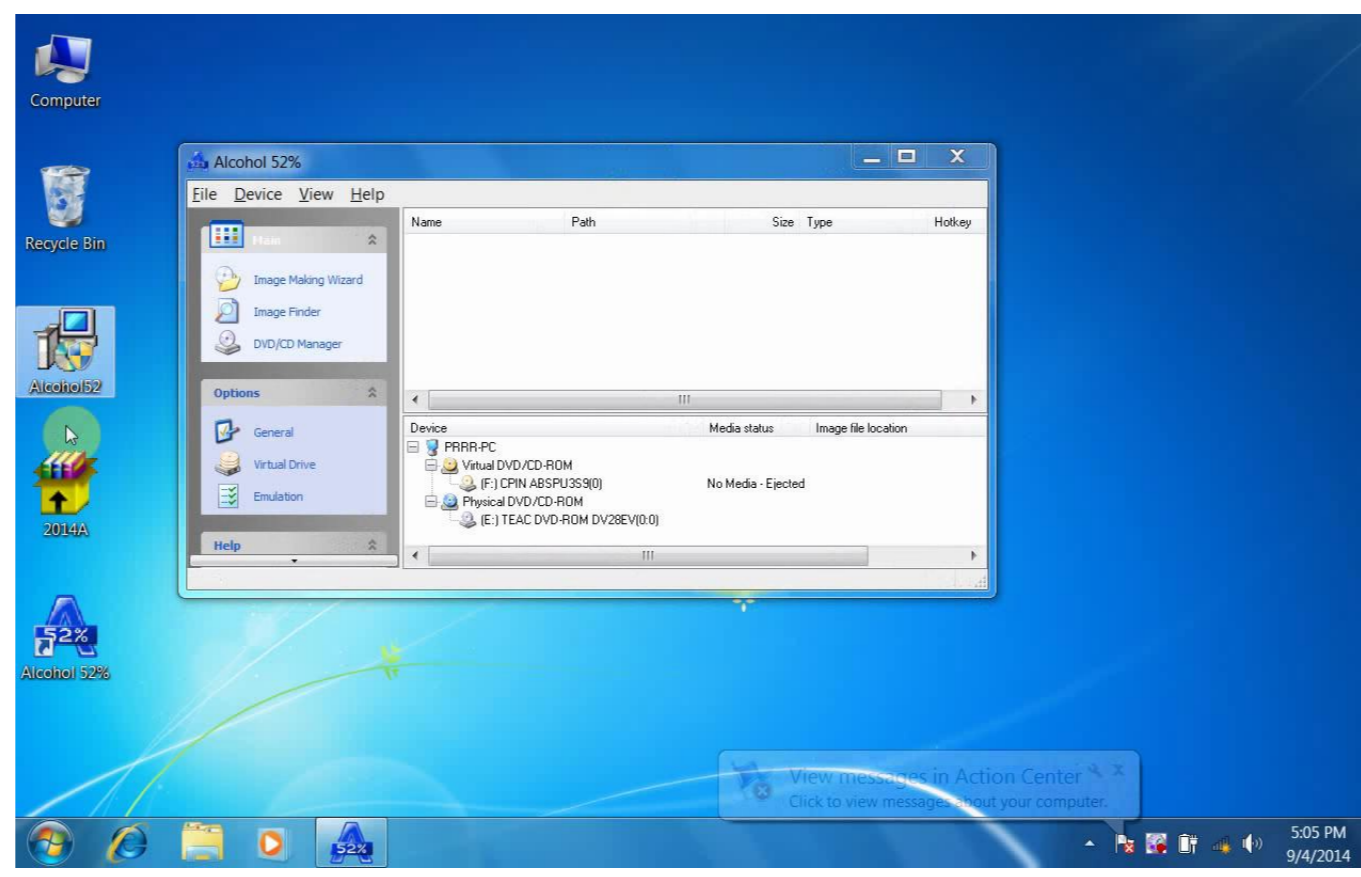 Computer
Recycle Bin
Alcohol52
2014A
52%
Alcohol 52%
Alcohol 52%
File Device View Help
Main
Image Making Wizard
Image Finder
DVD/CD Manager
Options
General
Virtual Drive
Emulation
Help
Name Path Size Type Hotkey
Device Media status Image file location
PRRR-PC
Virtual DVD/CD-ROM
(F:) CPIN ABSPU3S9(0) No Media - Ejected
Physical DVD/CD-ROM
(E:) TEAC DVD-ROM DV28EV(0:0)
View messages in Action Center
Click to view messages about your computer.
52%
5:05 PM
9/4/2014